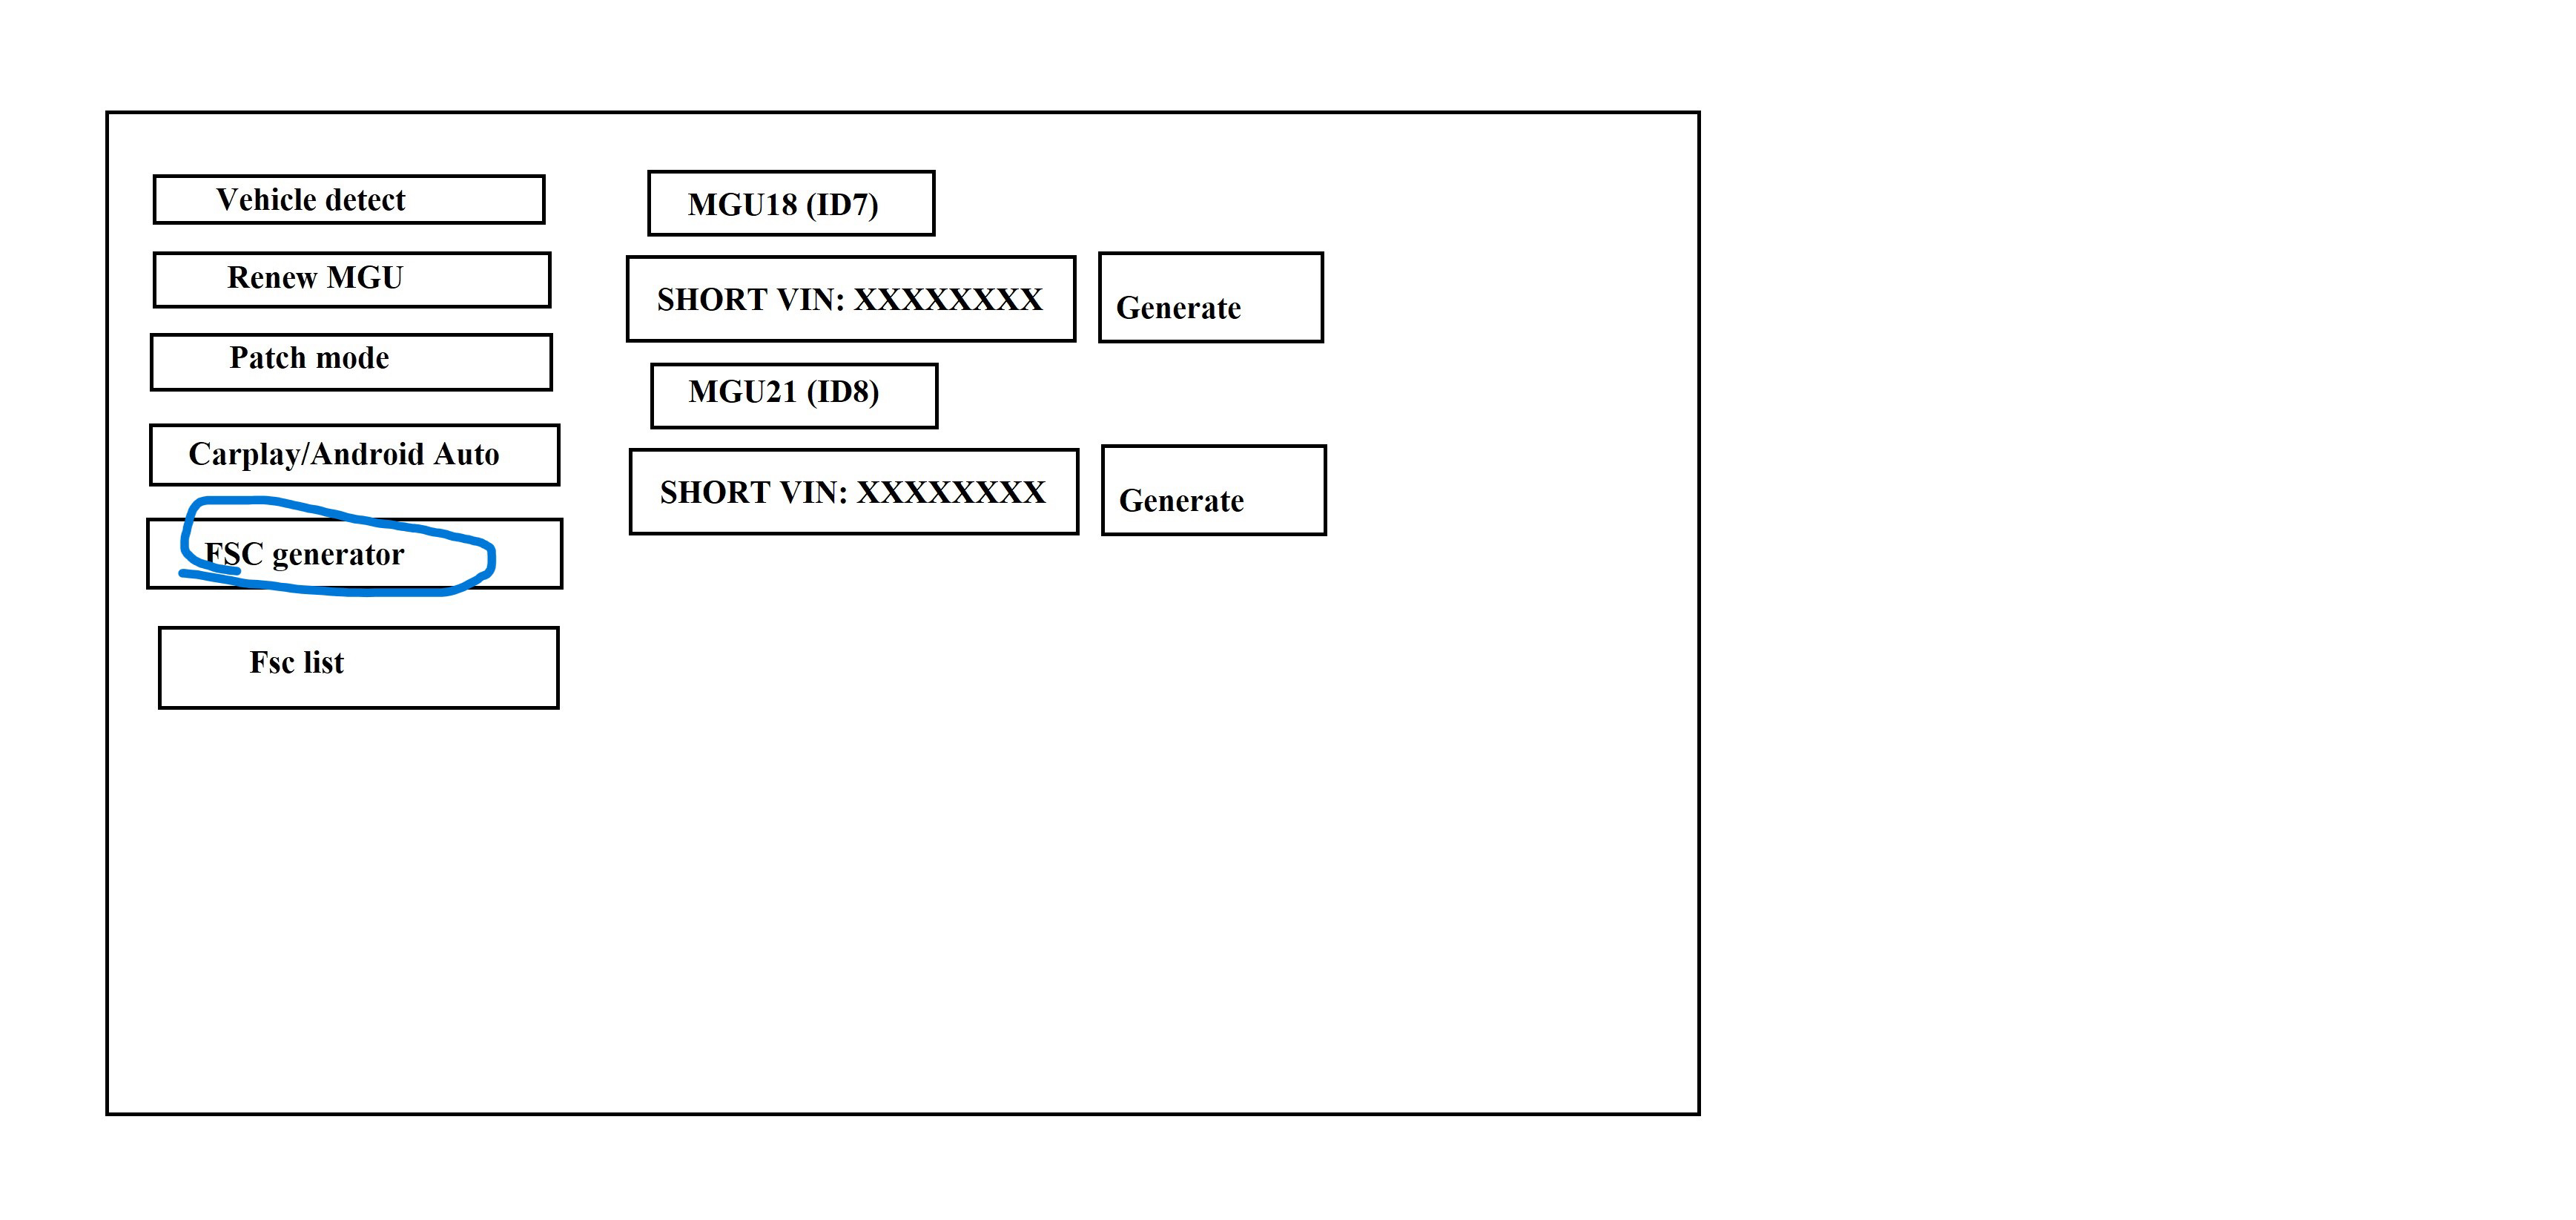 Vehicle detect
Renew MGU
Patch mode
Carplay/Android Auto
FSC generator
Fsc list
MGU18 (ID7)
SHORT VIN: XXXXXXXX
Generate
MGU21 (ID8)
SHORT VIN: XXXXXXXX
Generate